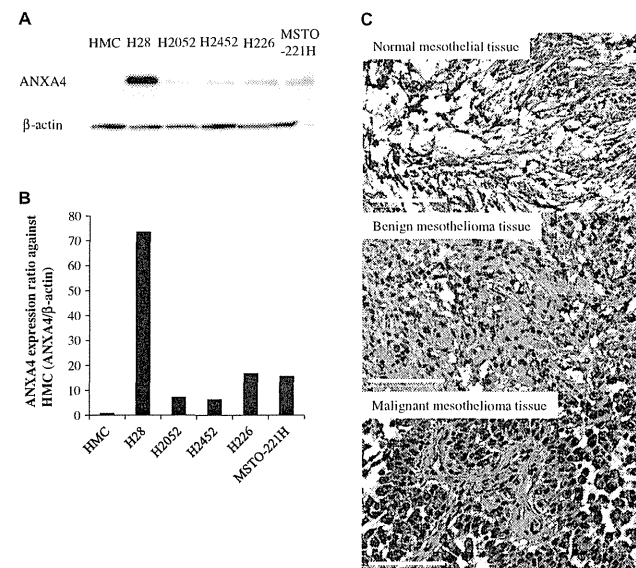 A
HMC H28 H2052 H2452 H226 MSTO
-221H
ANXA4
β-actin
B
ANXA4 expression ratio against
HMC (ANXA4/β-actin)
80
70
60
50
40
30
20
10
0
HMC
H28
H2052
H2452
H226
MSTO-221H
C
Normal mesothelial tissue
Benign mesothelioma tissue
Malignant mesothelioma tissue